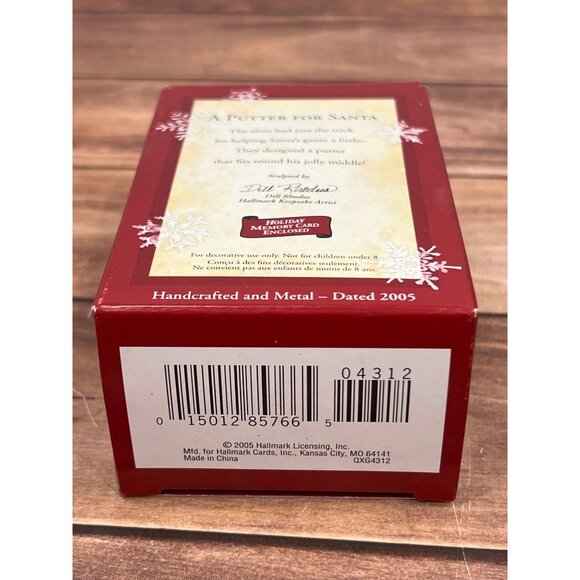 A PUTTER FOR SANTA
The elves had just the trick
for helping Santa's game a little—
They designed a putter
that fits round his jolly middle!
Sculpted by
Dill Rhodus
Dill Rhodus
Hallmark Keepsake Artist
HOLIDAY
MEMORY CARD
ENCLOSED
For decorative use only. Not for children under 8.
Conçu à des fins décoratives seulement.
Ne convient pas aux enfants de moins de 8 ans.
Handcrafted and Metal – Dated 2005
04312
0 15012 85766 5
© 2005 Hallmark Licensing, Inc.
Mfd. for Hallmark Cards, Inc., Kansas City, MO 64141
Made in China QXG4312